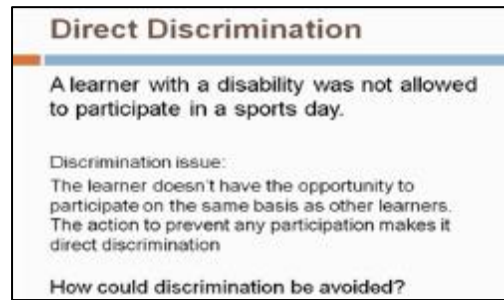 Direct Discrimination
A learner with a disability was not allowed
to participate in a sports day.
Discrimination issue:
The learner doesn't have the opportunity to
participate on the same basis as other learners.
The action to prevent any participation makes it
direct discrimination
How could discrimination be avoided?